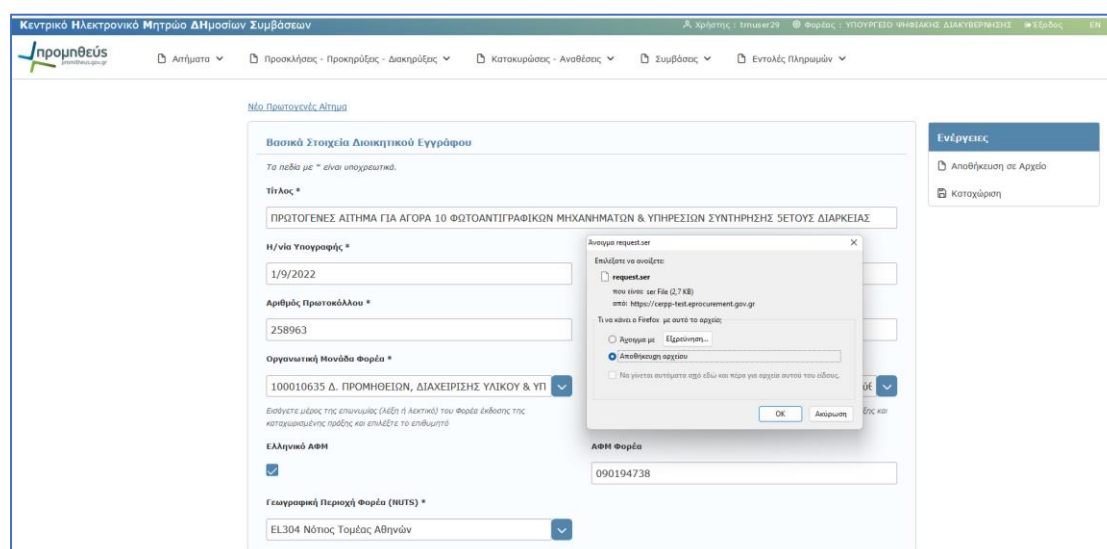 Κεντρικό Ηλεκτρονικό Μητρώο ΔΗμοσίων Συμβάσεων
Χρήστης : tmuser29 Φορέας : ΥΠΟΥΡΓΕΙΟ ΨΗΦΙΑΚΗΣ ΔΙΑΚΥΒΕΡΝΗΣΗΣ Έξοδος EN
προμηθεύς
promitheus.gov.gr
Αιτήματα Προσκλήσεις - Προκηρύξεις - Διακηρύξεις Κατακυρώσεις - Αναθέσεις Συμβάσεις Εντολές Πληρωμών
Νέο Πρωτογενές Αίτημα
Βασικά Στοιχεία Διοικητικού Εγγράφου
Τα πεδία με * είναι υποχρεωτικά.
Τίτλος *
ΠΡΩΤΟΓΕΝΕΣ ΑΙΤΗΜΑ ΓΙΑ ΑΓΟΡΑ 10 ΦΩΤΟΑΝΤΙΓΡΑΦΙΚΩΝ ΜΗΧΑΝΗΜΑΤΩΝ & ΥΠΗΡΕΣΙΩΝ ΣΥΝΤΗΡΗΣΗΣ 5ΕΤΟΥΣ ΔΙΑΡΚΕΙΑΣ
Η/νία Υπογραφής *
1/9/2022
Αριθμός Πρωτοκόλλου *
258963
Οργανωτική Μονάδα Φορέα *
100010635 Δ. ΠΡΟΜΗΘΕΙΩΝ, ΔΙΑΧΕΙΡΙΣΗΣ ΥΛΙΚΟΥ & ΥΠ
Εισάγετε μέρος της επωνυμίας (λέξη ή λεκτικό) του Φορέα έκδοσης της
καταχωρισμένης πράξης και επιλέξτε το επιθυμητό
Ελληνικό ΑΦΜ
Γεωγραφική Περιοχή Φορέα (NUTS) *
EL304 Νότιος Τομέας Αθηνών
Άνοιγμα request.ser
Επιλέξατε να ανοίξετε:
request.ser
που είναι: ser File (2,7 KB)
από: https://cerpp-test.eprocurement.gov.gr
Τι να κάνει ο Firefox με αυτό το αρχείο;
Άνοιγμα με Εξερεύνηση...
Αποθήκευση αρχείου
Να γίνεται αυτόματα από εδώ και πέρα για αρχεία αυτού του είδους.
OK Ακύρωση
ξης και
ΑΦΜ Φορέα
090194738
Ενέργειες
Αποθήκευση σε Αρχείο
Καταχώριση